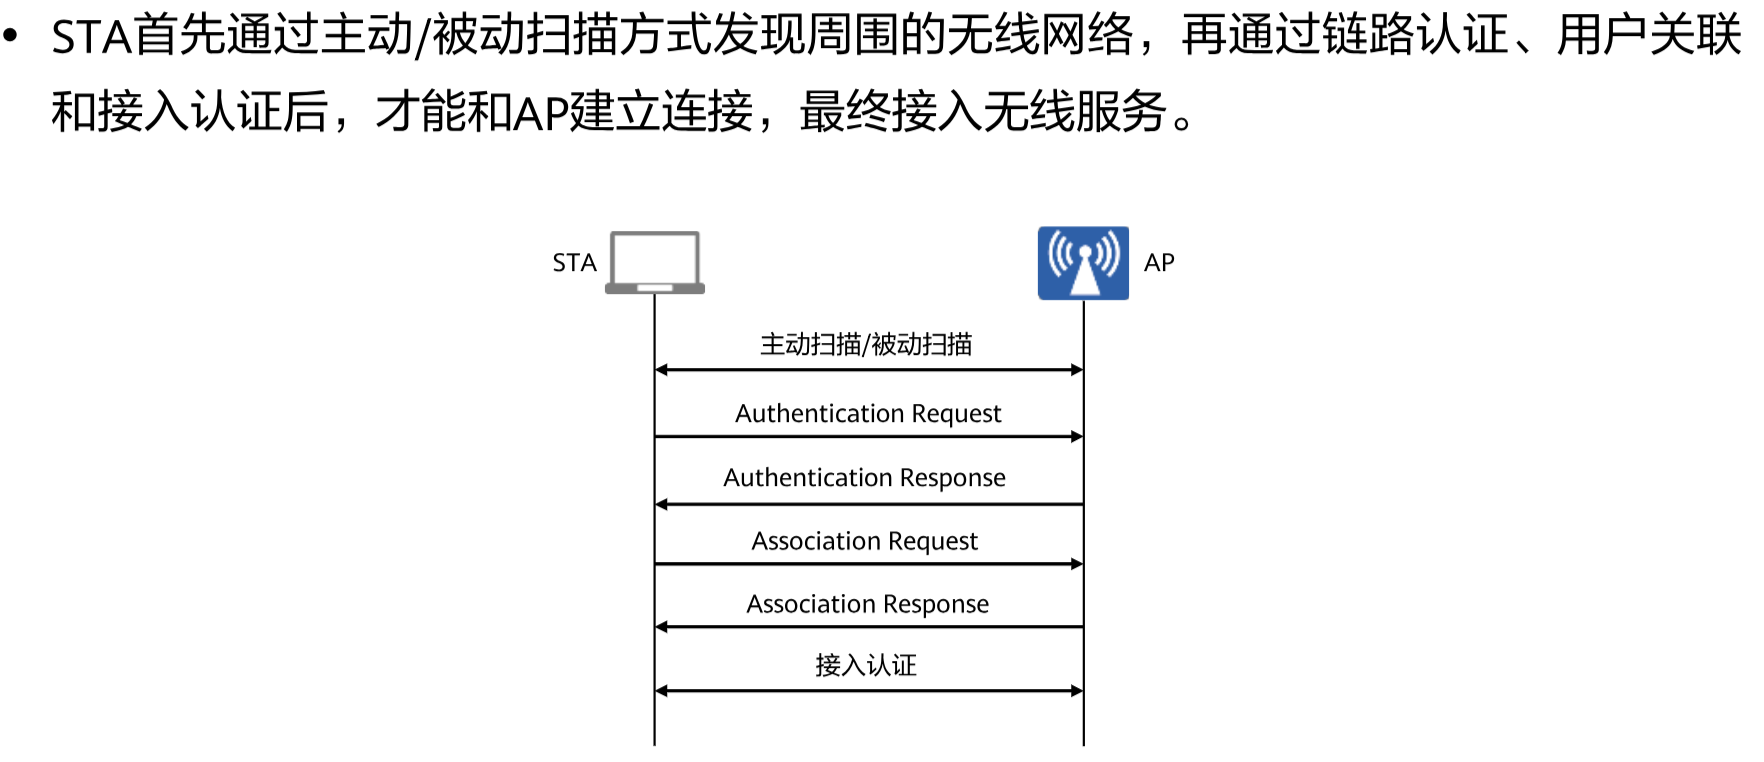 • STA首先通过主动/被动扫描方式发现周围的无线网络，再通过链路认证、用户关联
和接入认证后，才能和AP建立连接，最终接入无线服务。
STA
AP
主动扫描/被动扫描
Authentication Request
Authentication Response
Association Request
Association Response
接入认证